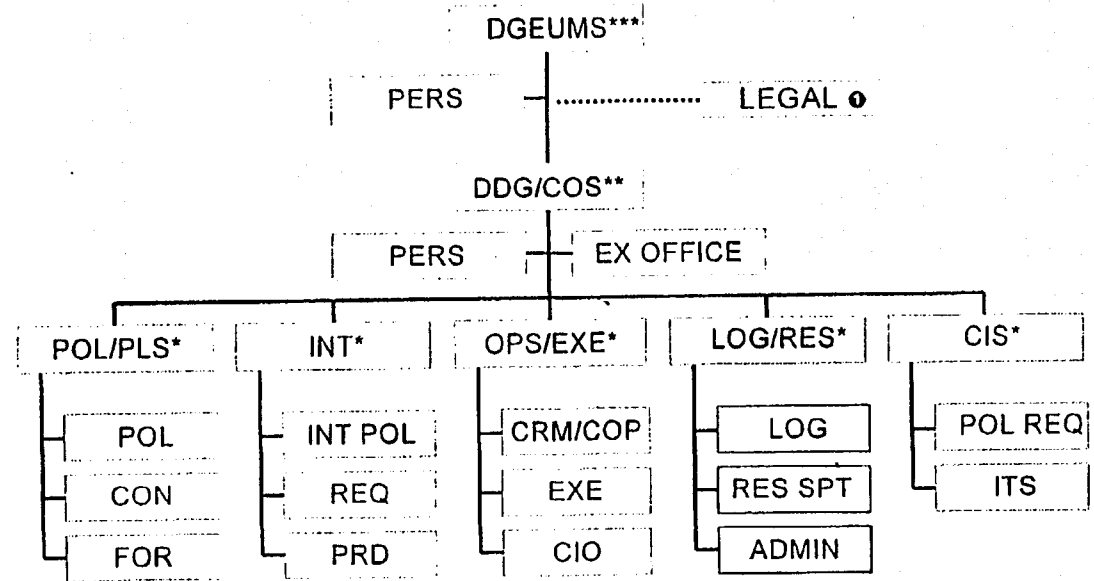 DGEUMS***
PERS
LEGAL ❶
DDG/COS**
PERS
EX OFFICE
POL/PLS*
INT*
OPS/EXE*
LOG/RES*
CIS*
POL
INT POL
CRM/COP
LOG
POL REQ
CON
REQ
EXE
RES SPT
ITS
FOR
PRD
CIO
ADMIN